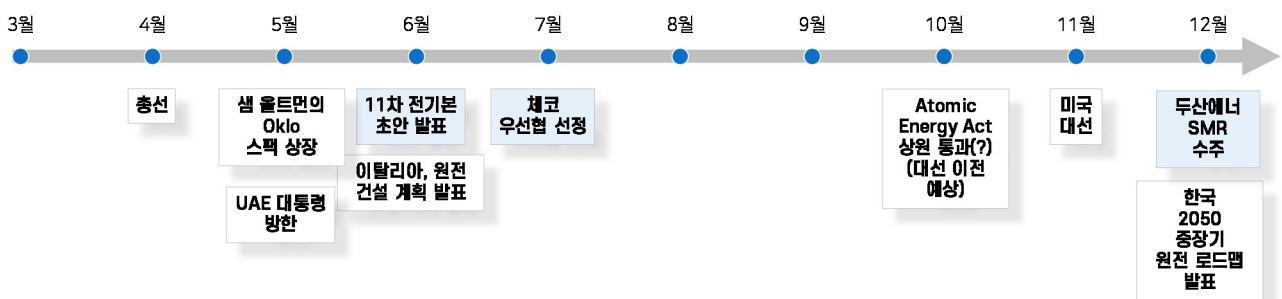 3월
4월
5월
6월
7월
8월
9월
10월
11월
12월
총선
샘 울트먼의
Oklo
스팩 상장
UAE 대통령
방한
11차 전기본
초안 발표
이탈리아, 원전
건설 계획 발표
체코
우선협 선정
Atomic
Energy Act
상원 통과(?)
(대선 이전
예상)
미국
대선
두산에너
SMR
수주
한국
2050
중장기
원전 로드맵
발표